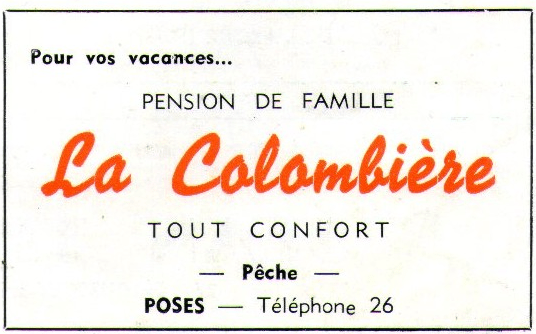 Pour vos vacances...
PENSION DE FAMILLE
La Colombière
TOUT CONFORT
— Pêche —
POSES — Téléphone 26